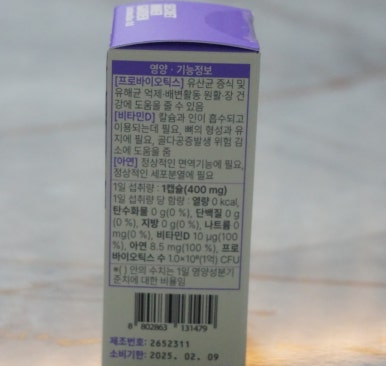 영양 · 기능정보
[프로바이오틱스] 유산균 증식 및
유해균 억제·배변활동 원활·장 건
강에 도움을 줄 수 있음
[비타민D] 칼슘과 인이 흡수되고
이용되는데 필요, 뼈의 형성과 유
지에 필요, 골다공증발생 위험 감
소에 도움을 줌
[아연] 정상적인 면역기능에 필요,
정상적인 세포분열에 필요
1일 섭취량 : 1캡슐(400 mg)
1일 섭취량 당 함량 : 열량 0 kcal,
탄수화물 0 g(0 %), 단백질 0 g
(0 %), 지방 0 g(0 %), 나트륨 0
mg(0 %), 비타민D 10 µg(100
%), 아연 8.5 mg(100 %), 프로
바이오틱스 수 1.0×10⁸(1억) CFU
※( ) 안의 수치는 1일 영양성분기
준치에 대한 비율임
8 802863 131479
제조번호: 2652311
소비기한: 2025. 02. 09